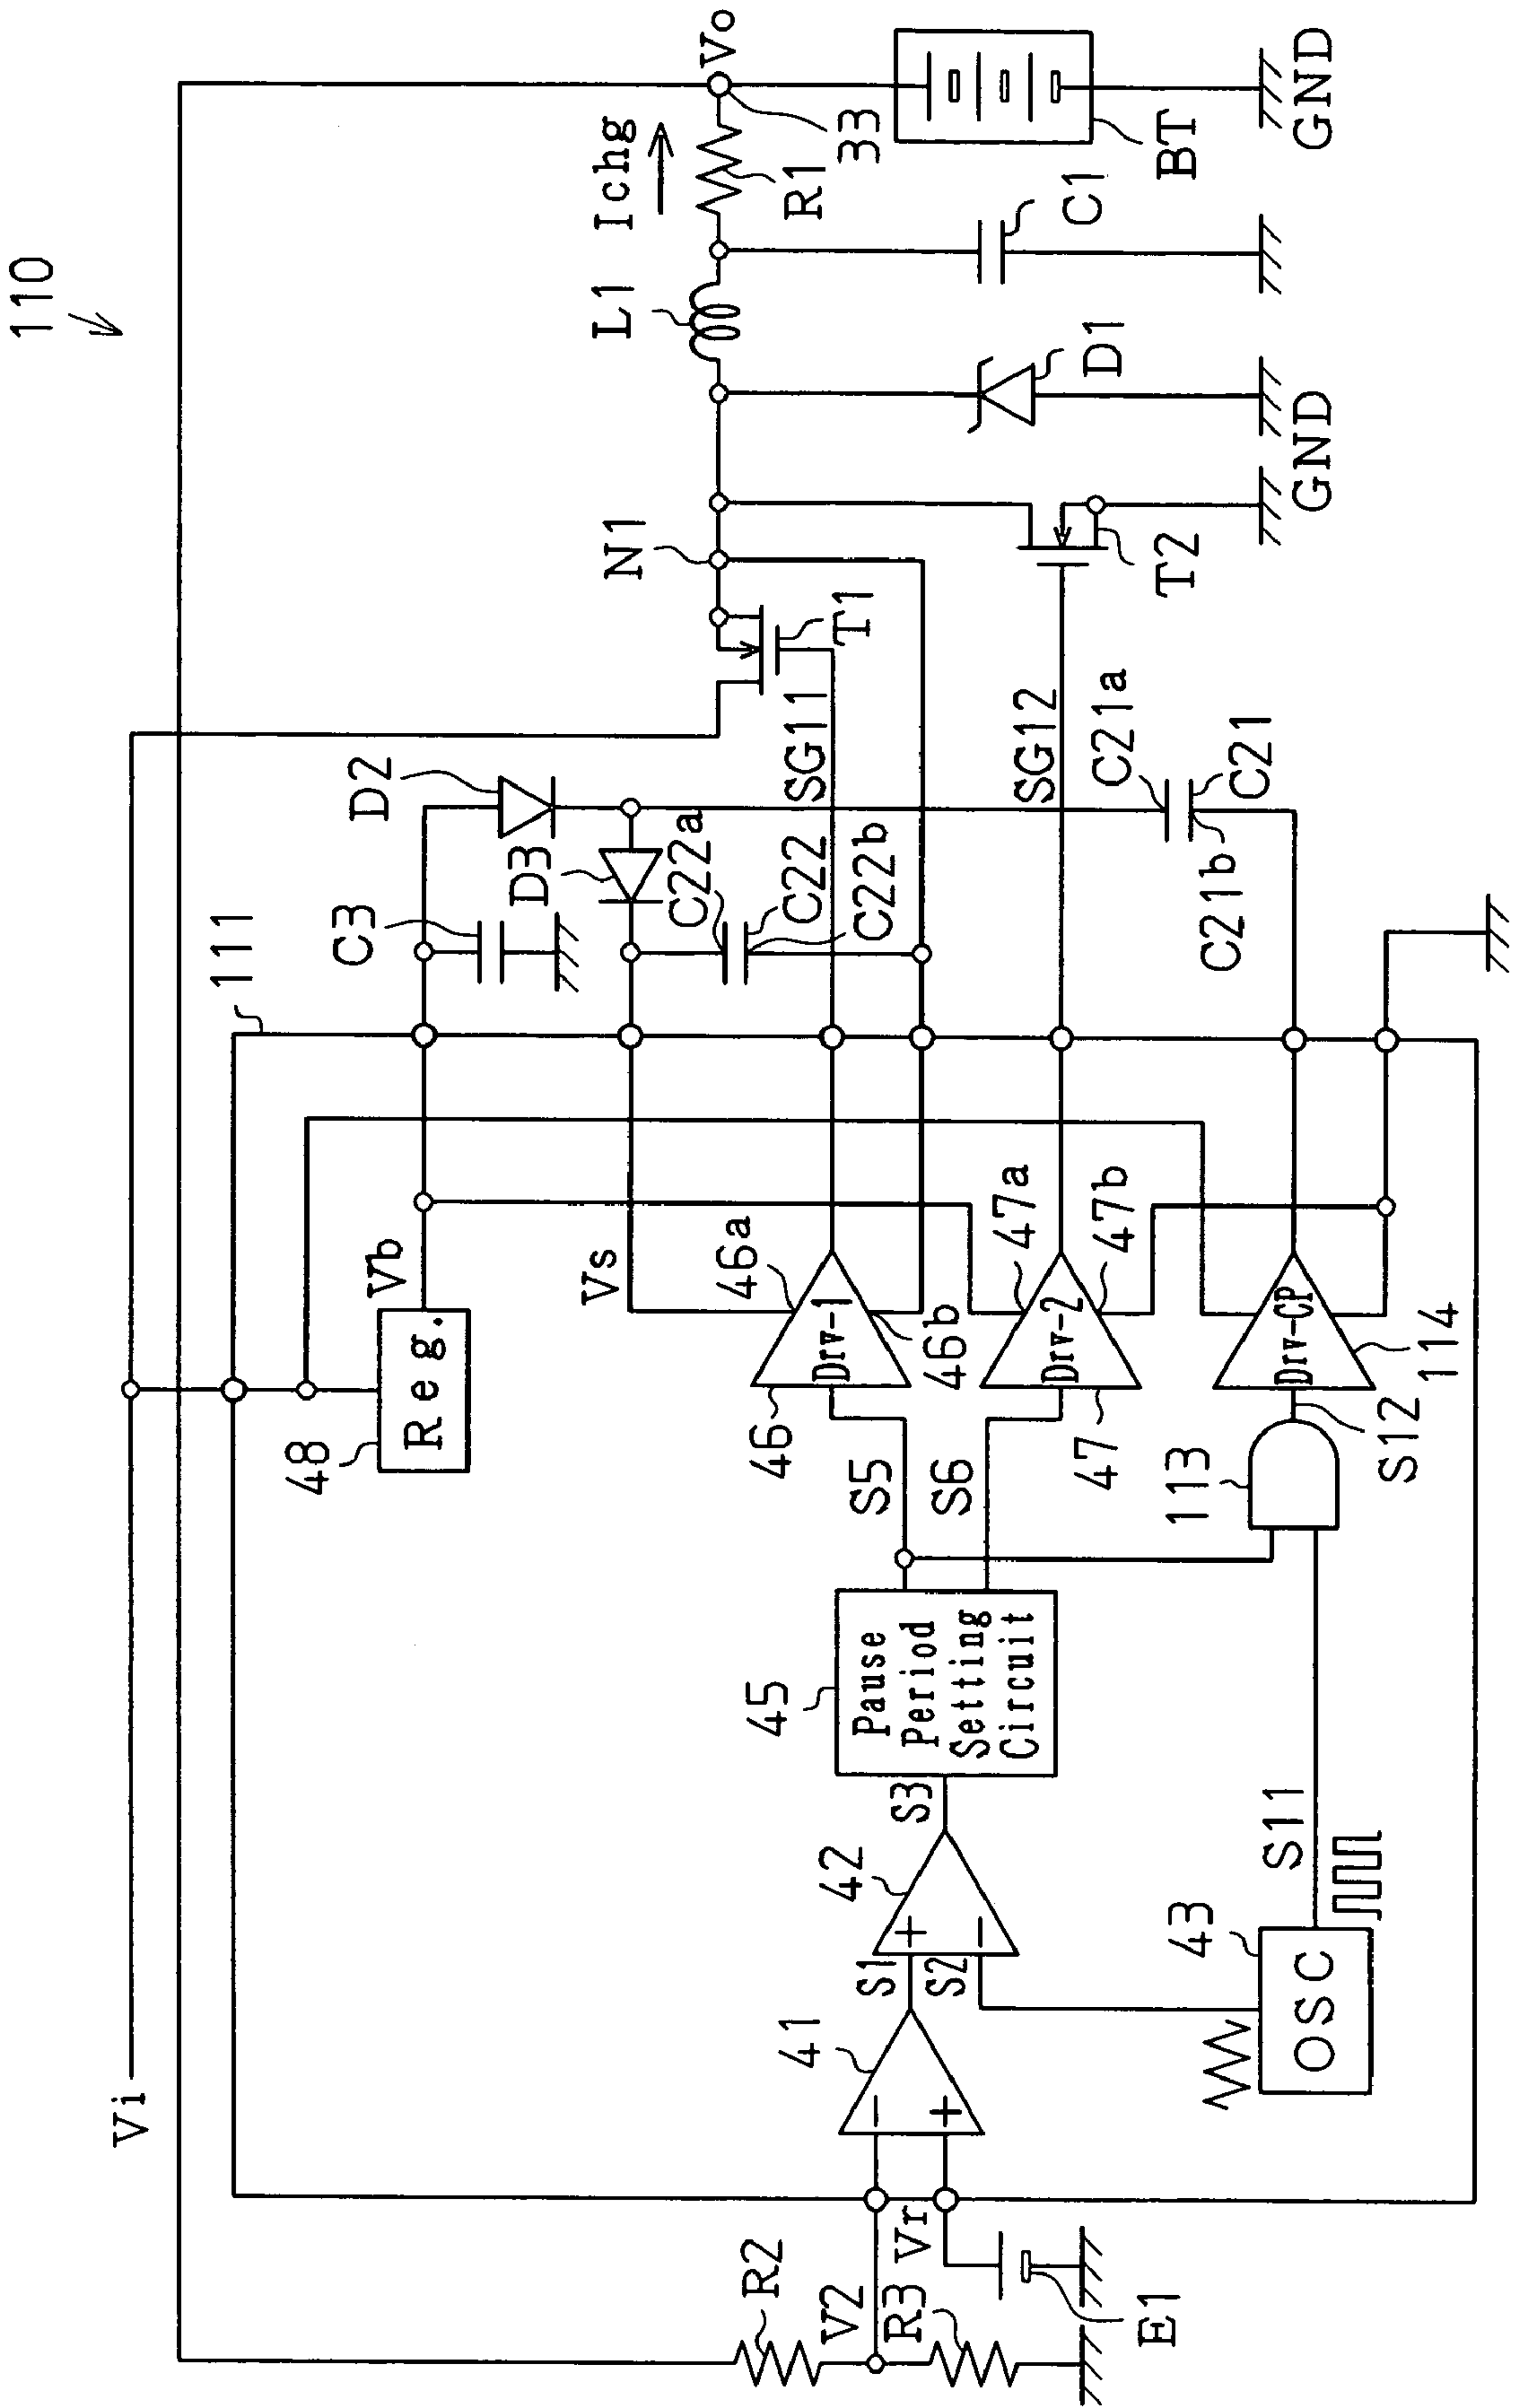 110
Vi
Vo
33
Ichg
R1
L1
N1
BT
GND
C1
D1
GND
T2
T1
SG11
SG12
D2
D3
C3
C22a
C22
C22b
C21a
C21
C21b
111
Vb
Reg.
48
Vs
46a
Drv-1
46b
46
47a
Drv-2
47b
47
Drv-CP
114
S12
113
S5
S6
45
Pause
Period
Setting
Circuit
S3
42
+
−
S1
S2
41
−
+
S11
43
OSC
Vr
V2
R2
R3
E1